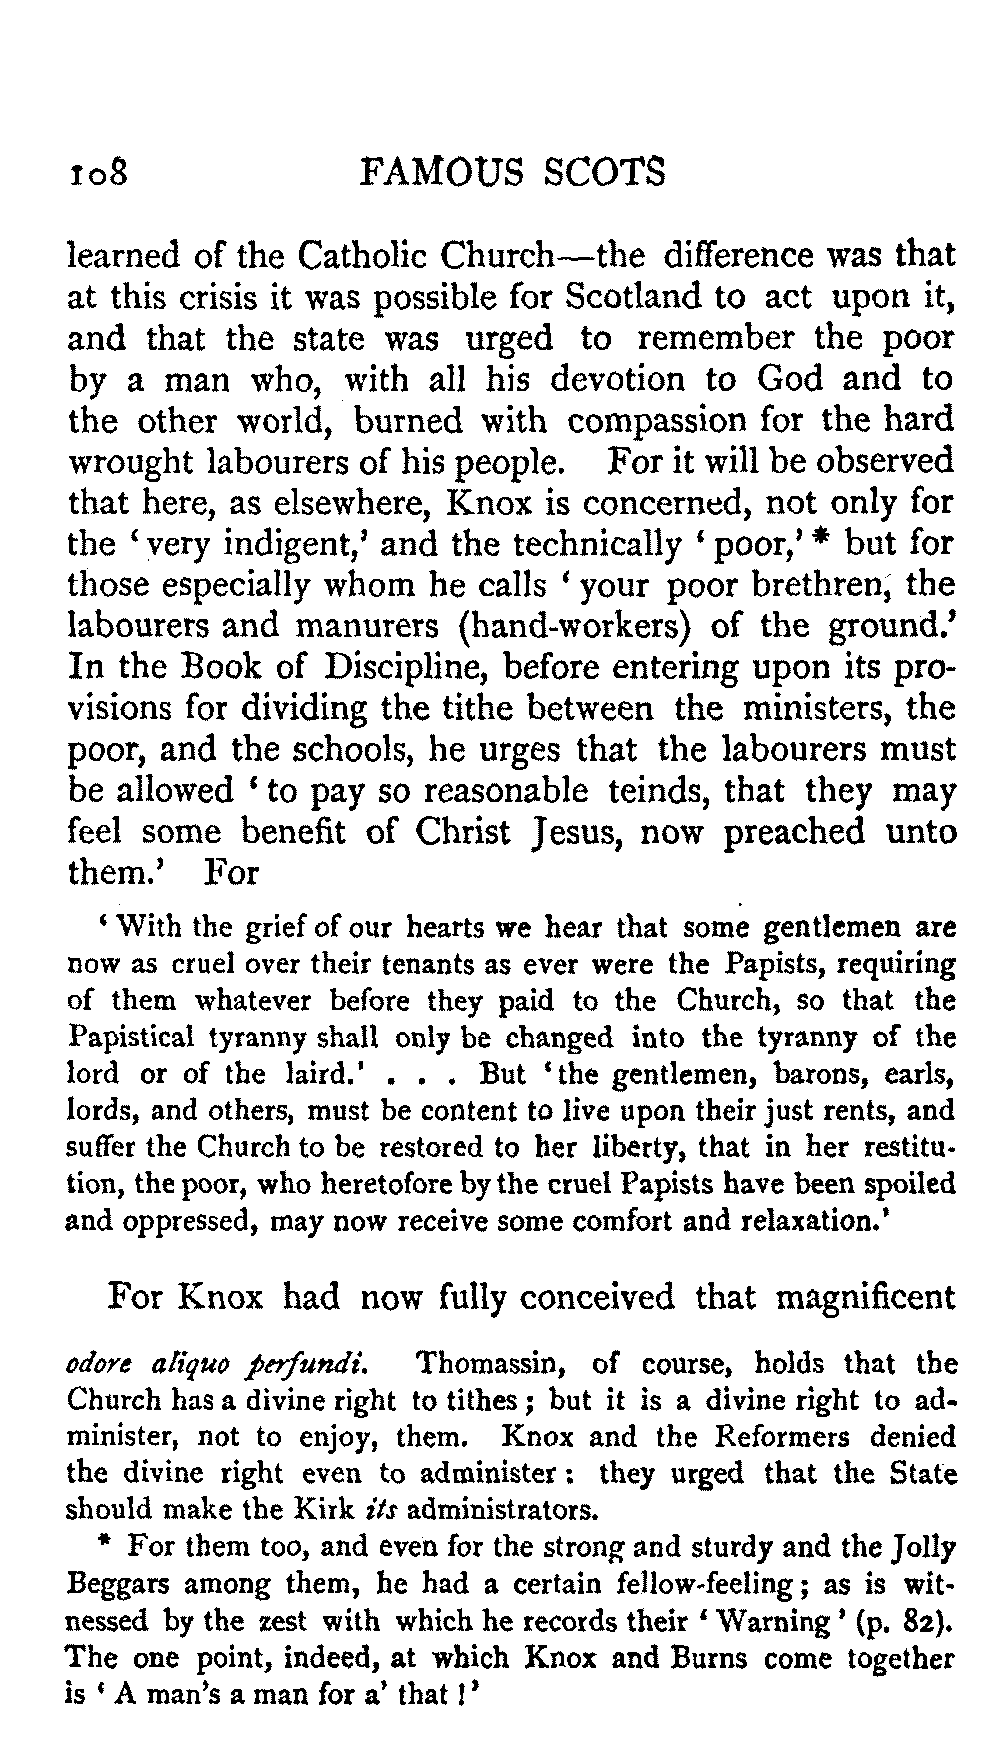 108 FAMOUS SCOTS
learned of the Catholic Church—the difference was that
at this crisis it was possible for Scotland to act upon it,
and that the state was urged to remember the poor
by a man who, with all his devotion to God and to
the other world, burned with compassion for the hard
wrought labourers of his people. For it will be observed
that here, as elsewhere, Knox is concerned, not only for
the ‘very indigent,’ and the technically ‘poor,’* but for
those especially whom he calls ‘your poor brethren, the
labourers and manurers (hand-workers) of the ground.’
In the Book of Discipline, before entering upon its pro-
visions for dividing the tithe between the ministers, the
poor, and the schools, he urges that the labourers must
be allowed ‘to pay so reasonable teinds, that they may
feel some benefit of Christ Jesus, now preached unto
them.’ For
‘With the grief of our hearts we hear that some gentlemen are
now as cruel over their tenants as ever were the Papists, requiring
of them whatever before they paid to the Church, so that the
Papistical tyranny shall only be changed into the tyranny of the
lord or of the laird.’ . . . But ‘the gentlemen, barons, earls,
lords, and others, must be content to live upon their just rents, and
suffer the Church to be restored to her liberty, that in her restitu-
tion, the poor, who heretofore by the cruel Papists have been spoiled
and oppressed, may now receive some comfort and relaxation.’
For Knox had now fully conceived that magnificent
odore aliquo perfundi. Thomassin, of course, holds that the
Church has a divine right to tithes; but it is a divine right to ad-
minister, not to enjoy, them. Knox and the Reformers denied
the divine right even to administer: they urged that the State
should make the Kirk its administrators.
* For them too, and even for the strong and sturdy and the Jolly
Beggars among them, he had a certain fellow-feeling; as is wit-
nessed by the zest with which he records their ‘Warning’ (p. 82).
The one point, indeed, at which Knox and Burns come together
is ‘A man's a man for a’ that!’